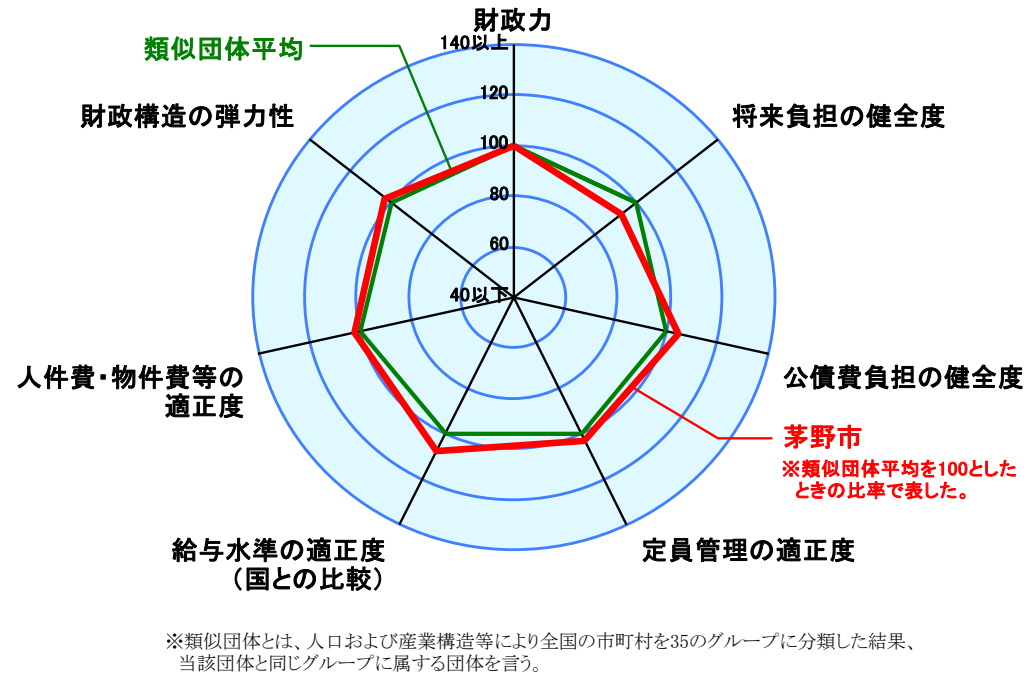 財政力
140以上
類似団体平均
120
財政構造の弾力性
将来負担の健全度
100
80
60
40以下
人件費・物件費等の
適正度
公債費負担の健全度
茅野市
※類似団体平均を100とした
ときの比率で表した。
給与水準の適正度
（国との比較）
定員管理の適正度
※類似団体とは、人口および産業構造等により全国の市町村を35のグループに分類した結果、
当該団体と同じグループに属する団体を言う。